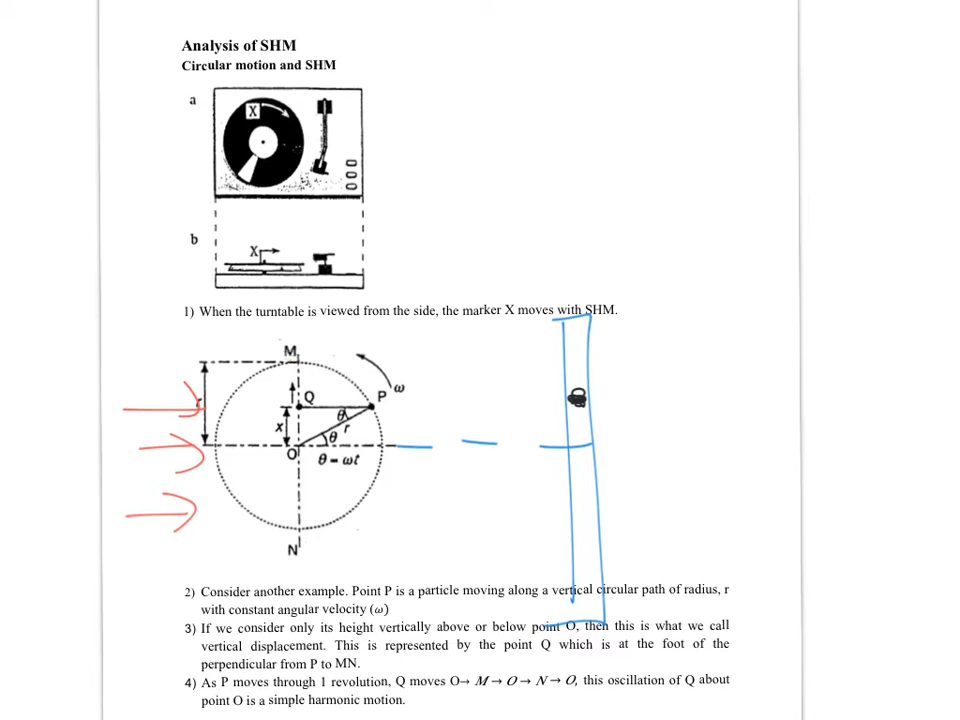 Analysis of SHM
Circular motion and SHM
a
X
b
X
1) When the turntable is viewed from the side, the marker X moves with SHM.
M
ω
Q
P
θ
r
x
θ
O
θ = ωt
N
2) Consider another example. Point P is a particle moving along a vertical circular path of radius, r
with constant angular velocity (ω)
3) If we consider only its height vertically above or below point O, then this is what we call
vertical displacement. This is represented by the point Q which is at the foot of the
perpendicular from P to MN.
4) As P moves through 1 revolution, Q moves O→ M → O → N → O, this oscillation of Q about
point O is a simple harmonic motion.